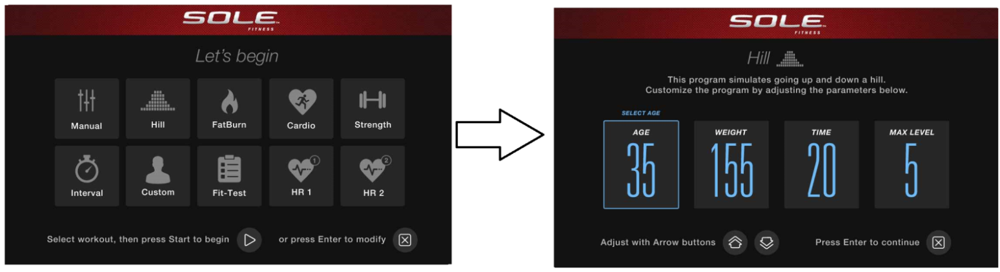 SOLE™
FITNESS
Let's begin
Manual
Hill
FatBurn
Cardio
Strength
1
2
Interval
Custom
Fit-Test
HR 1
HR 2
Select workout, then press Start to begin
or press Enter to modify
SOLE™
FITNESS
Hill
This program simulates going up and down a hill.
Customize the program by adjusting the parameters below.
SELECT AGE
AGE
35
WEIGHT
155
TIME
20
MAX LEVEL
5
Adjust with Arrow buttons
Press Enter to continue